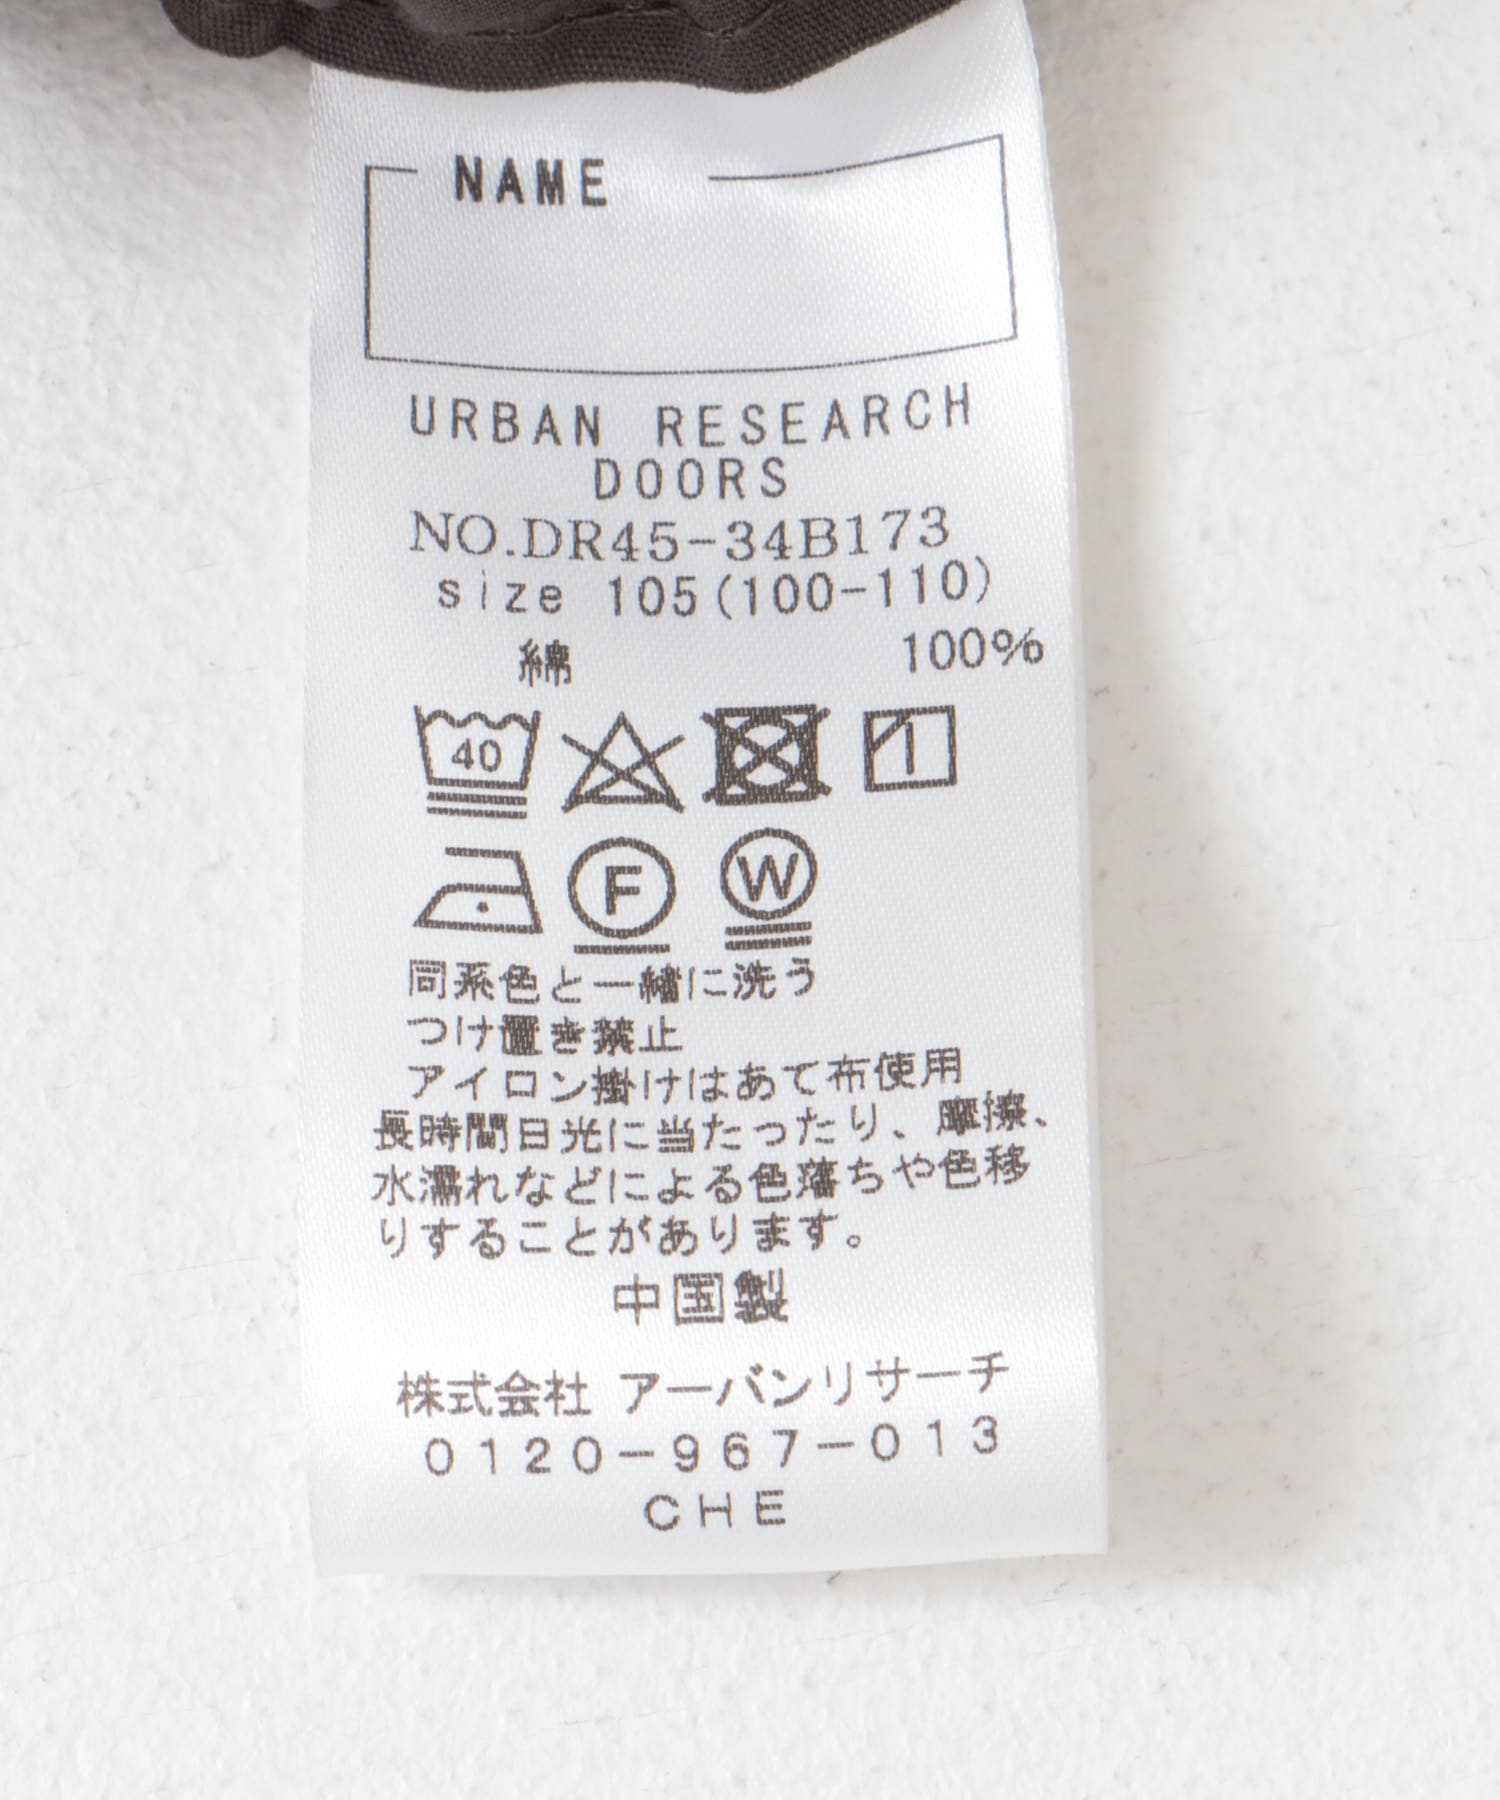 NAME
URBAN RESEARCH
DOORS
NO.DR45-34B173
size 105(100-110)
綿 100%
40
F
W
同系色と一緒に洗う
つけ置き禁止
アイロン掛けはあて布使用
長時間日光に当たったり、摩擦、
水濡れなどによる色落ちや色移
りすることがあります。
中国製
株式会社 アーバンリサーチ
0120-967-013
CHE